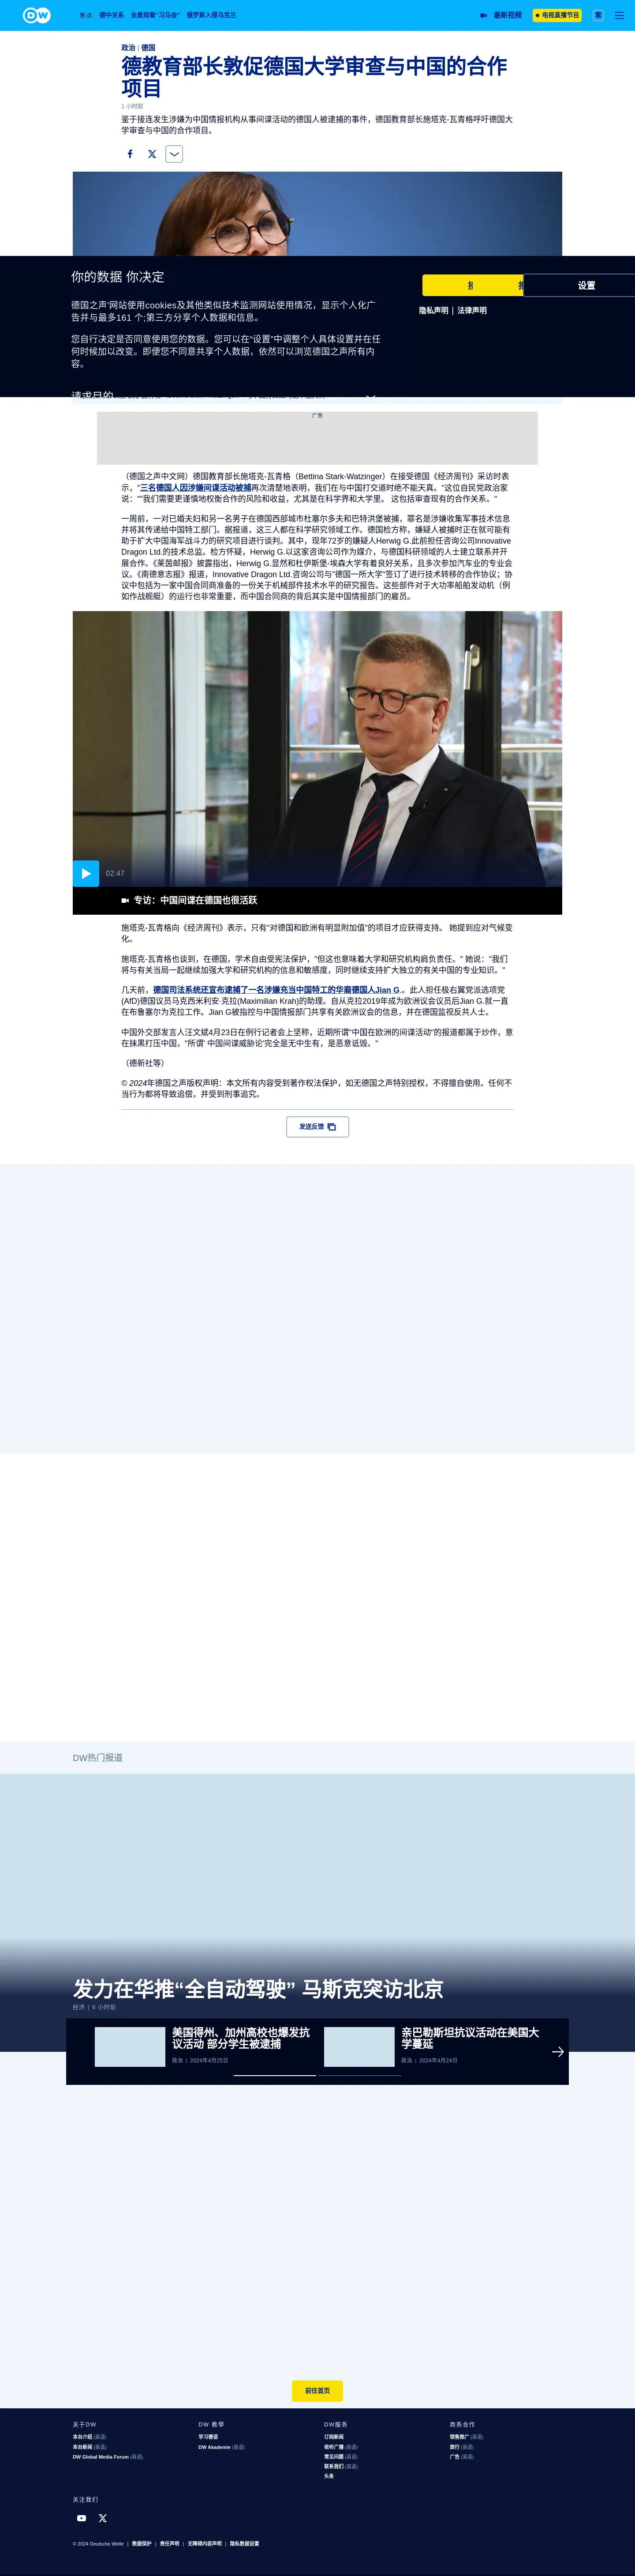 DW
焦点 德中关系 全景观看“习马会” 俄罗斯入侵乌克兰
最新视频
电视直播节目
繁
政治 | 德国
德教育部长敦促德国大学审查与中国的合作
项目
1 小时前
鉴于接连发生涉嫌为中国情报机构从事间谍活动的德国人被逮捕的事件，德国教育部长施塔克-瓦青格呼吁德国大
学审查与中国的合作项目。
你的数据 你决定
德国之声'网站使用cookies及其他类似技术监测网站使用情况，显示个人化广
告并与最多161 个;第三方分享个人数据和信息。
您自行决定是否同意使用您的数据。您可以在"设置"中调整个人具体设置并在任
何时候加以改变。即便您不同意共享个人数据，依然可以浏览德国之声所有内
容。
请求目的
设置
隐私声明 | 法律声明
广告
（德国之声中文网）德国教育部长施塔克-瓦青格（Bettina Stark-Watzinger）在接受德国《经济周刊》采访时表
示，"三名德国人因涉嫌间谍活动被捕再次清楚地表明，我们在与中国打交道时绝不能天真。"这位自民党政治家
说："“我们需要更谨慎地权衡合作的风险和收益，尤其是在科学界和大学里。 这包括审查现有的合作关系。"
一周前，一对已婚夫妇和另一名男子在德国西部城市杜塞尔多夫和巴特洪堡被捕，罪名是涉嫌收集军事技术信息
并将其传递给中国特工部门。据报道，这三人都在科学研究领域工作。德国检方称，嫌疑人被捕时正在就可能有
助于扩大中国海军战斗力的研究项目进行谈判。其中，现年72岁的嫌疑人Herwig G.此前担任咨询公司Innovative
Dragon Ltd.的技术总监。检方怀疑，Herwig G.以这家咨询公司作为媒介，与德国科研领域的人士建立联系并开
展合作。《莱茵邮报》披露指出，Herwig G.显然和杜伊斯堡-埃森大学有着良好关系，且多次参加汽车业的专业会
议。《南德意志报》报道，Innovative Dragon Ltd.咨询公司与"德国一所大学"签订了进行技术转移的合作协议；协
议中包括为一家中国合同商准备的一份关于机械部件技术水平的研究报告。这些部件对于大功率船舶发动机（例
如作战舰艇）的运行也非常重要，而中国合同商的背后其实是中国情报部门的雇员。
02:47
专访：中国间谍在德国也很活跃
施塔克-瓦青格向《经济周刊》表示，只有"对德国和欧洲有明显附加值"的项目才应获得支持。 她提到应对气候变
化。
施塔克-瓦青格也谈到，在德国，学术自由受宪法保护，"但这也意味着大学和研究机构肩负责任。" 她说："我们
将与有关当局一起继续加强大学和研究机构的信息和敏感度，同时继续支持扩大独立的有关中国的专业知识。"
几天前，德国司法系统还宣布逮捕了一名涉嫌充当中国特工的华裔德国人Jian G.。此人担任极右翼党派选项党
(AfD)德国议员马克西米利安·克拉(Maximilian Krah)的助理。自从克拉2019年成为欧洲议会议员后Jian G.就一直
在布鲁塞尔为克拉工作。Jian G被指控与中国情报部门共享有关欧洲议会的信息，并在德国监视反共人士。
中国外交部发言人汪文斌4月23日在例行记者会上坚称，近期所谓“中国在欧洲的间谍活动”的报道都属于炒作，意
在抹黑打压中国，"所谓' 中国间谍威胁论'完全是无中生有，是恶意诋毁。"
（德新社等）
© 2024年德国之声版权声明：本文所有内容受到著作权法保护，如无德国之声特别授权，不得擅自使用。任何不
当行为都将导致追偿，并受到刑事追究。
发送反馈
DW热门报道
发力在华推“全自动驾驶” 马斯克突访北京
经济 | 6 小时前
美国得州、加州高校也爆发抗
议活动 部分学生被逮捕
政治 | 2024年4月25日
亲巴勒斯坦抗议活动在美国大
学蔓延
政治 | 2024年4月24日
前往首页
关于DW
本台介绍 (英语)
本台新闻 (英语)
DW Global Media Forum (英语)
DW 教學
学习德语
DW Akademie (英语)
DW服务
订阅新闻
收听广播 (英语)
常见问题 (英语)
联系我们 (英语)
头条
商务合作
销售推广 (英语)
旅行 (英语)
广告 (英语)
关注我们
© 2024 Deutsche Welle | 数据保护 | 责任声明 | 无障碍内容声明 | 隐私数据设置